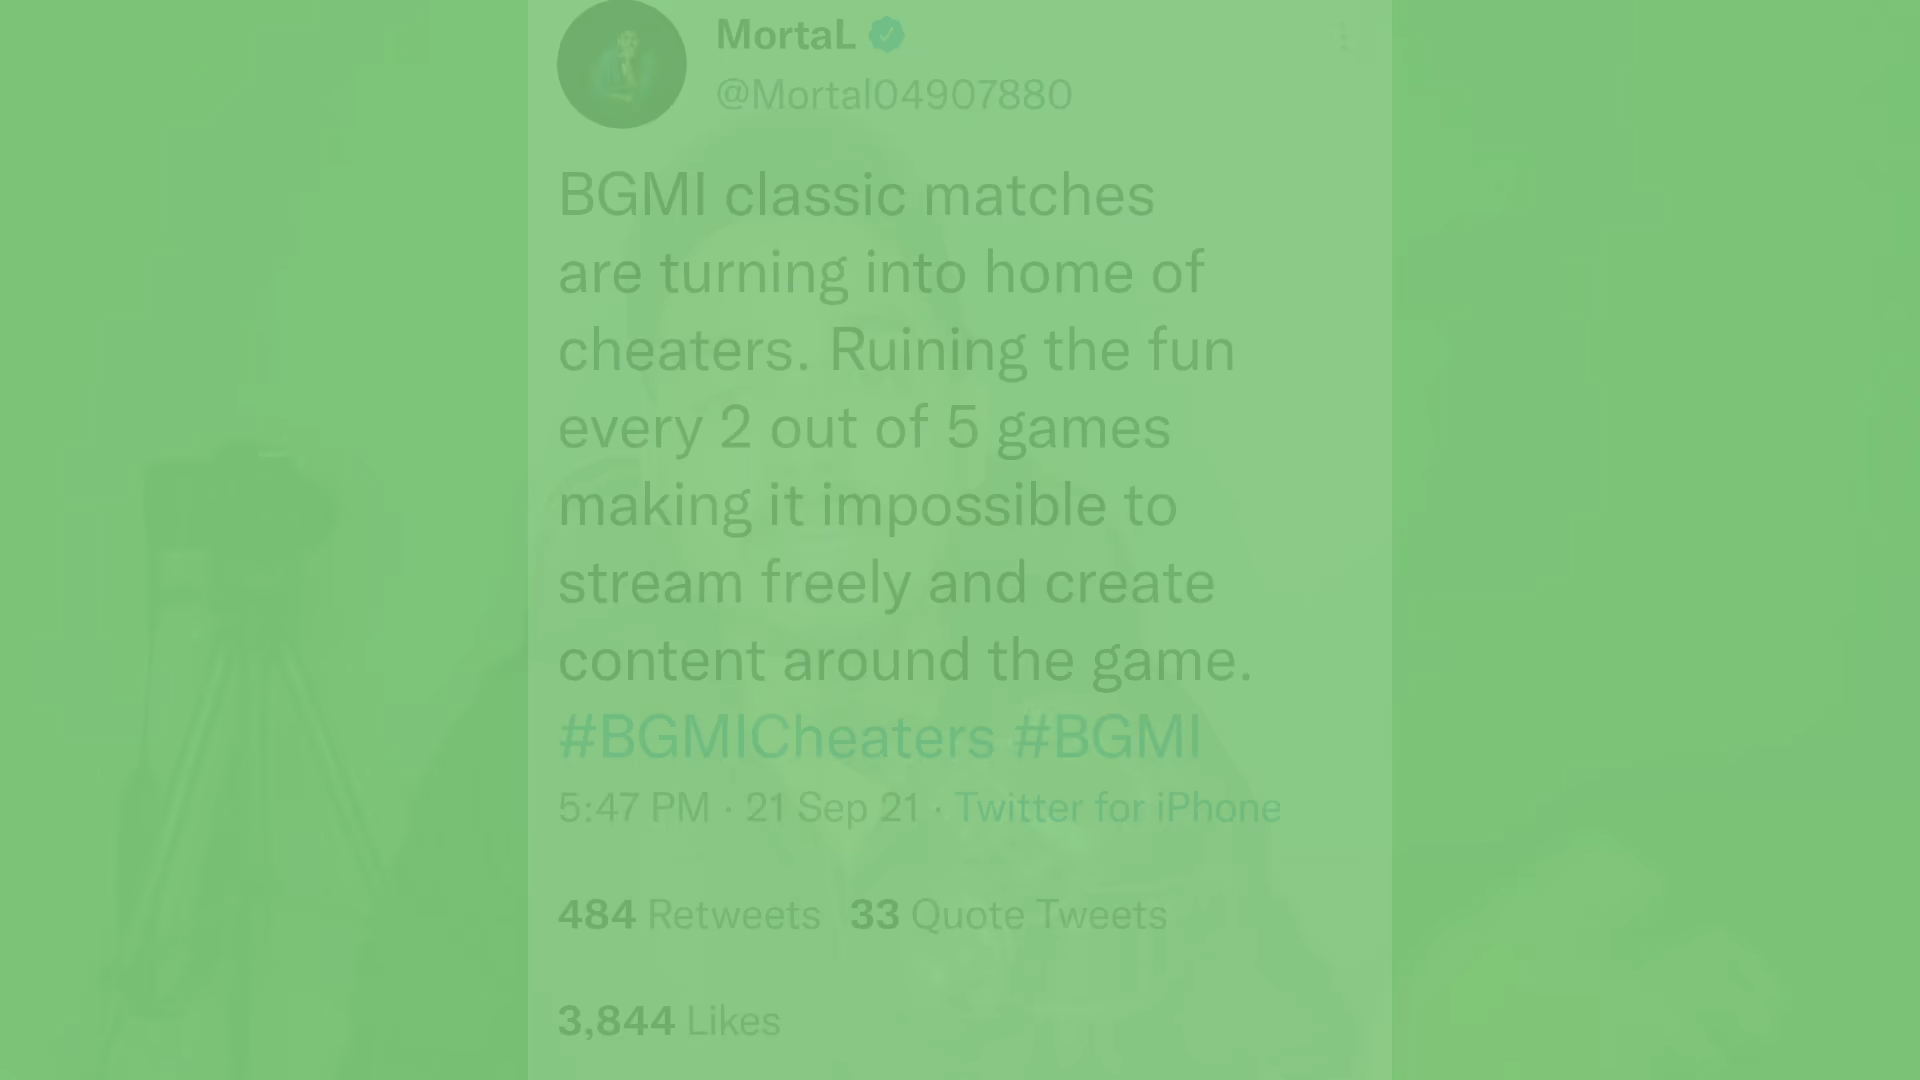 MortaL
@Mortal04907880
BGMI classic matches
are turning into home of
cheaters. Ruining the fun
every 2 out of 5 games
making it impossible to
stream freely and create
content around the game.
#BGMICheaters #BGMI
5:47 PM · 21 Sep 21 · Twitter for iPhone
484 Retweets 33 Quote Tweets
3,844 Likes